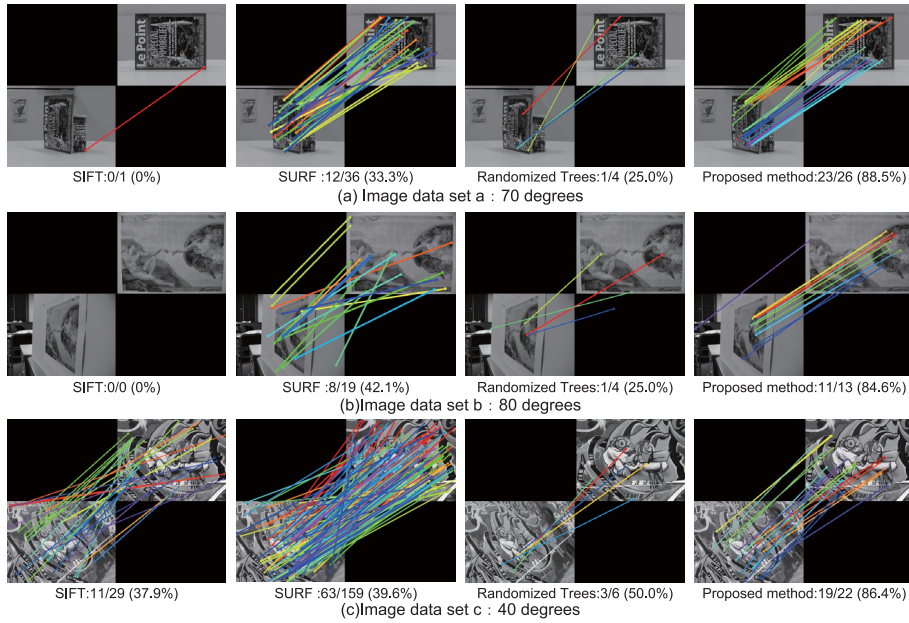 Le Point
SPÉCIAL
IMMOBILIER
SIFT:0/1 (0%)
SURF :12/36 (33.3%)
Randomized Trees:1/4 (25.0%)
Proposed method:23/26 (88.5%)
(a) Image data set a : 70 degrees
SIFT:0/0 (0%)
SURF :8/19 (42.1%)
Randomized Trees:1/4 (25.0%)
Proposed method:11/13 (84.6%)
(b)Image data set b : 80 degrees
SIFT:11/29 (37.9%)
SURF :63/159 (39.6%)
Randomized Trees:3/6 (50.0%)
Proposed method:19/22 (86.4%)
(c)Image data set c : 40 degrees